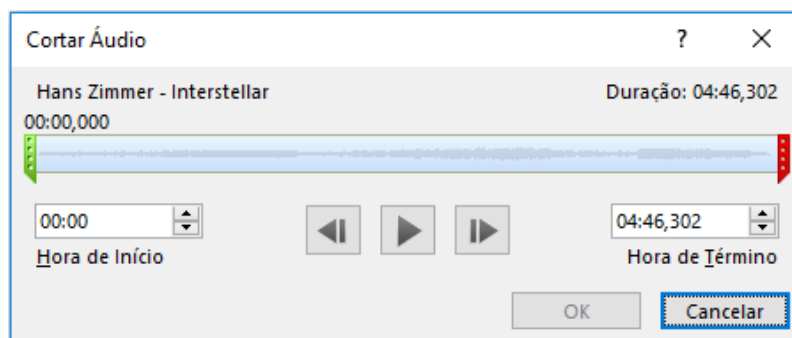 Cortar Áudio ?
Hans Zimmer - Interstellar Duração: 04:46,302
00:00,000
00:00 04:46,302
Hora de Início Hora de Término
OK Cancelar